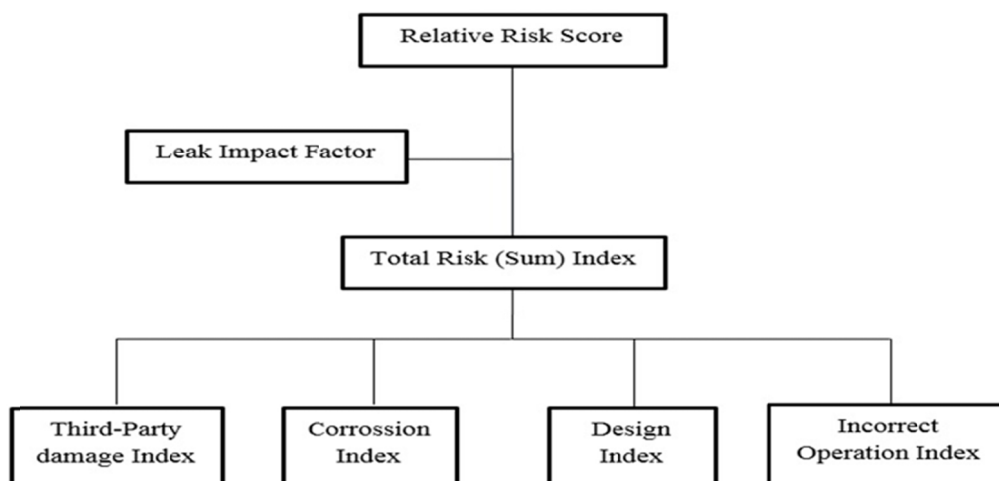 Relative Risk Score
Leak Impact Factor
Total Risk (Sum) Index
Third-Party
damage Index
Corrossion
Index
Design
Index
Incorrect
Operation Index